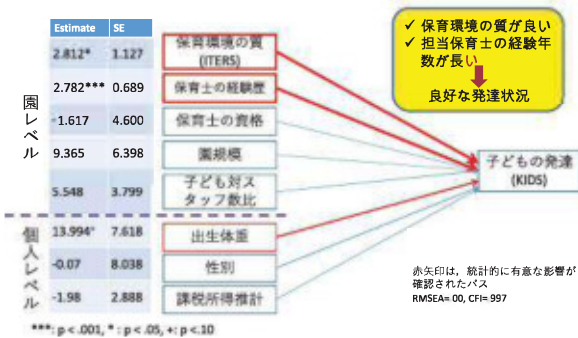 Estimate SE
2.812* 1.127 保育環境の質
(ITERS)
2.782*** 0.689 保育士の経験歴
-1.617 4.600 保育士の資格
9.365 6.398 園規模
5.548 3.799 子ども対ス
タッフ数比
13.994⁺ 7.618 出生体重
-0.07 8.038 性別
-1.98 2.888 課税所得推計
園レベル
個人レベル
***: p < .001, * : p < .05, +: p <.10
✓ 保育環境の質が良い
✓ 担当保育士の経験年
数が長い
良好な発達状況
子どもの発達
(KIDS)
赤矢印は，統計的に有意な影響が
確認されたパス
RMSEA=.00, CFI=.997